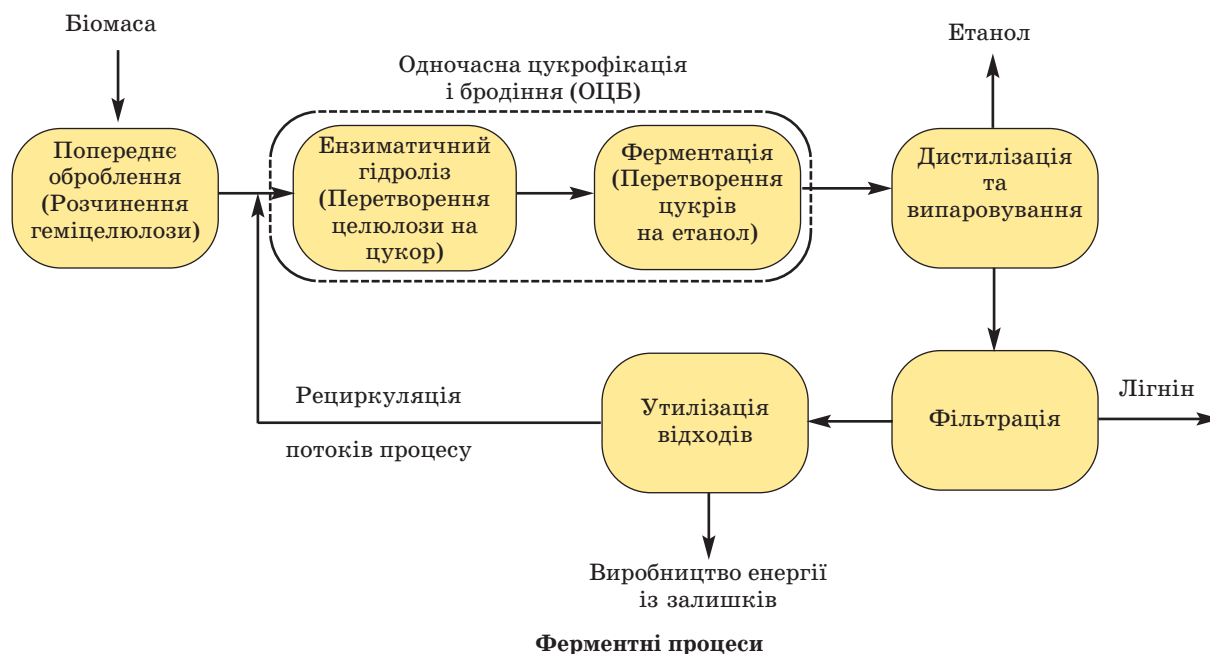 Біомаса
Етанол
Одночасна цукрофікація
і бродіння (ОЦБ)
Попереднє
оброблення
(Розчинення
геміцелюлози)
Ензиматичний
гідроліз
(Перетворення
целюлози на
цукор)
Ферментація
(Перетворення
цукрів
на етанол)
Дистилізація
та
випаровування
Рециркуляція
потоків процесу
Утилізація
відходів
Фільтрація
Лігнін
Виробництво енергії
із залишків
Ферментні процеси